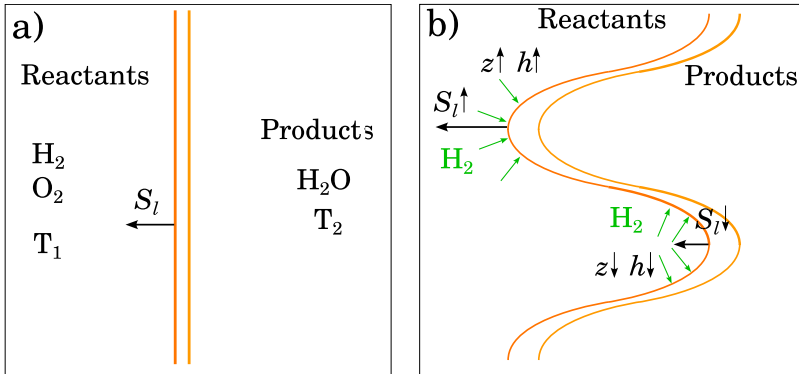 a)
Reactants
Products
H₂
O₂
T₁
Sₗ
H₂O
T₂
b)
Reactants
Products
z↑ h↑
Sₗ↑
H₂
H₂
Sₗ↓
z↓ h↓